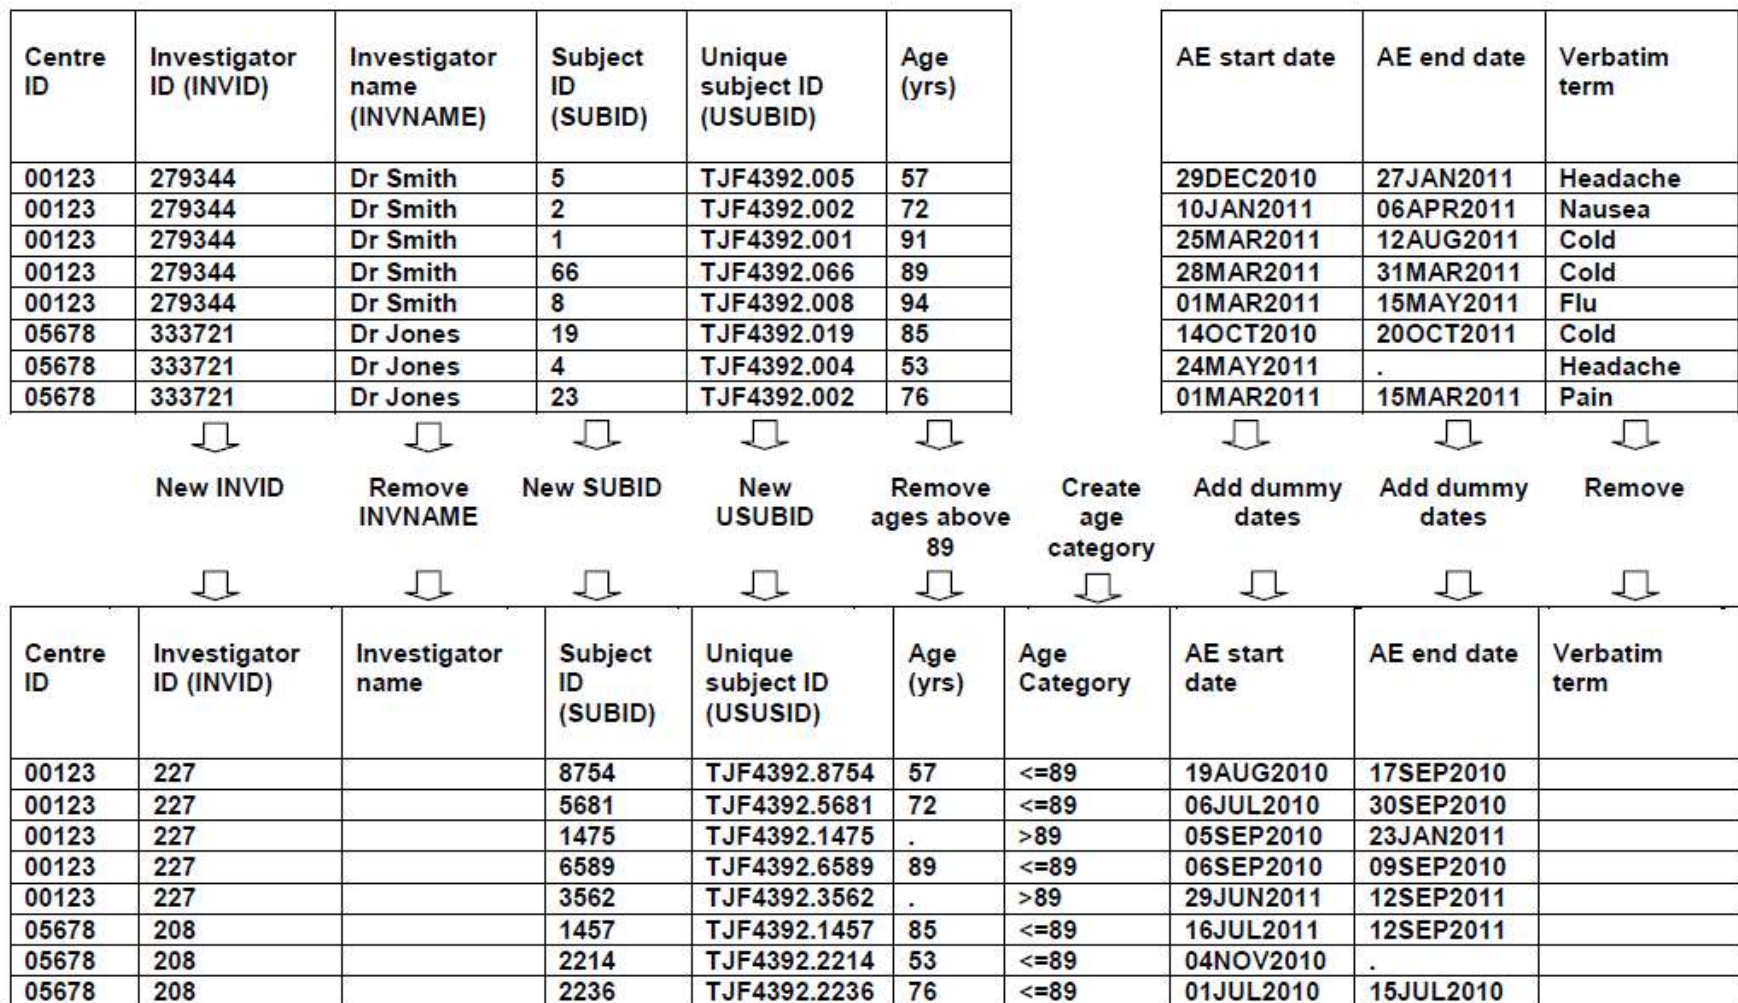 Centre ID Investigator ID (INVID) Investigator name (INVNAME) Subject ID (SUBID) Unique subject ID (USUBID) Age (yrs) AE start date AE end date Verbatim term
00123 279344 Dr Smith 5 TJF4392.005 57 29DEC2010 27JAN2011 Headache
00123 279344 Dr Smith 2 TJF4392.002 72 10JAN2011 06APR2011 Nausea
00123 279344 Dr Smith 1 TJF4392.001 91 25MAR2011 12AUG2011 Cold
00123 279344 Dr Smith 66 TJF4392.066 89 28MAR2011 31MAR2011 Cold
00123 279344 Dr Smith 8 TJF4392.008 94 01MAR2011 15MAY2011 Flu
05678 333721 Dr Jones 19 TJF4392.019 85 14OCT2010 20OCT2011 Cold
05678 333721 Dr Jones 4 TJF4392.004 53 24MAY2011 . Headache
05678 333721 Dr Jones 23 TJF4392.002 76 01MAR2011 15MAR2011 Pain
New INVID Remove INVNAME New SUBID New USUBID Remove ages above 89 Create age category Add dummy dates Add dummy dates Remove
Centre ID Investigator ID (INVID) Investigator name Subject ID (SUBID) Unique subject ID (USUSID) Age (yrs) Age Category AE start date AE end date Verbatim term
00123 227 8754 TJF4392.8754 57 <=89 19AUG2010 17SEP2010
00123 227 5681 TJF4392.5681 72 <=89 06JUL2010 30SEP2010
00123 227 1475 TJF4392.1475 . >89 05SEP2010 23JAN2011
00123 227 6589 TJF4392.6589 89 <=89 06SEP2010 09SEP2010
00123 227 3562 TJF4392.3562 . >89 29JUN2011 12SEP2011
05678 208 1457 TJF4392.1457 85 <=89 16JUL2011 12SEP2011
05678 208 2214 TJF4392.2214 53 <=89 04NOV2010 .
05678 208 2236 TJF4392.2236 76 <=89 01JUL2010 15JUL2010